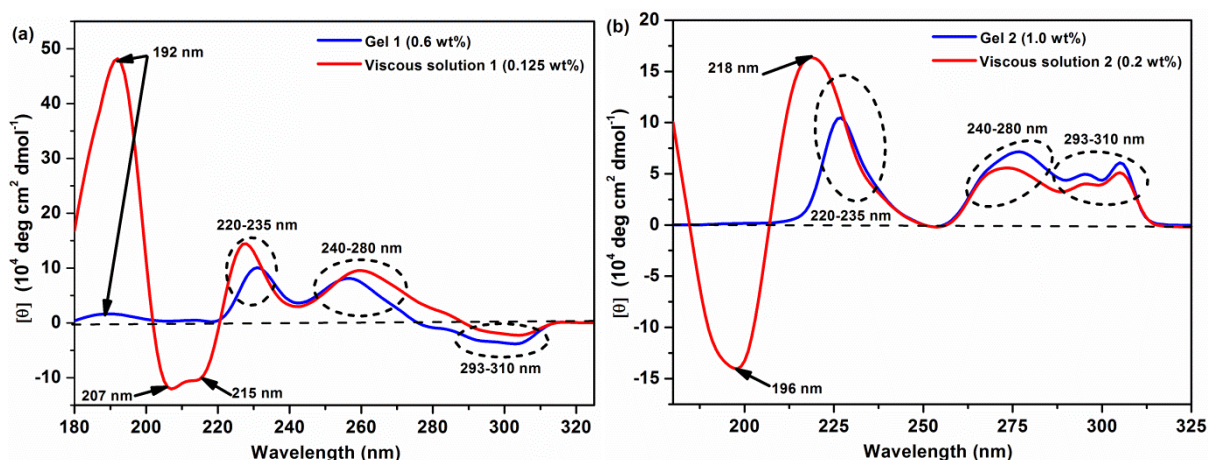 (a)
Gel 1 (0.6 wt%)
Viscous solution 1 (0.125 wt%)
192 nm
220-235 nm
240-280 nm
293-310 nm
207 nm
215 nm
50
40
30
20
10
0
-10
[θ] (10⁴ deg cm² dmol⁻¹)
180 200 220 240 260 280 300 320
Wavelength (nm)
(b)
Gel 2 (1.0 wt%)
Viscous solution 2 (0.2 wt%)
218 nm
240-280 nm
293-310 nm
220-235 nm
196 nm
20
15
10
5
0
-5
-10
-15
[θ] (10⁴ deg cm² dmol⁻¹)
200 225 250 275 300 325
Wavelength (nm)